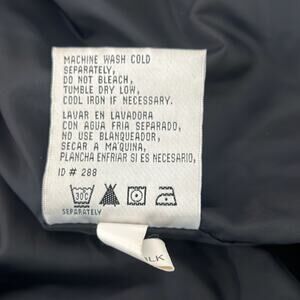 MACHINE WASH COLD
SEPARATELY,
DO NOT BLEACH,
TUMBLE DRY LOW,
COOL IRON IF NECESSARY.
LAVAR EN LAVADORA
CON AGUA FRIA SEPARADO,
NO USE BLANQUEADOR,
SECAR A MA'QUINA,
PLANCHA ENFRIAR SI ES NECESARIO,
ID # 288
30°C
SEPARATELY